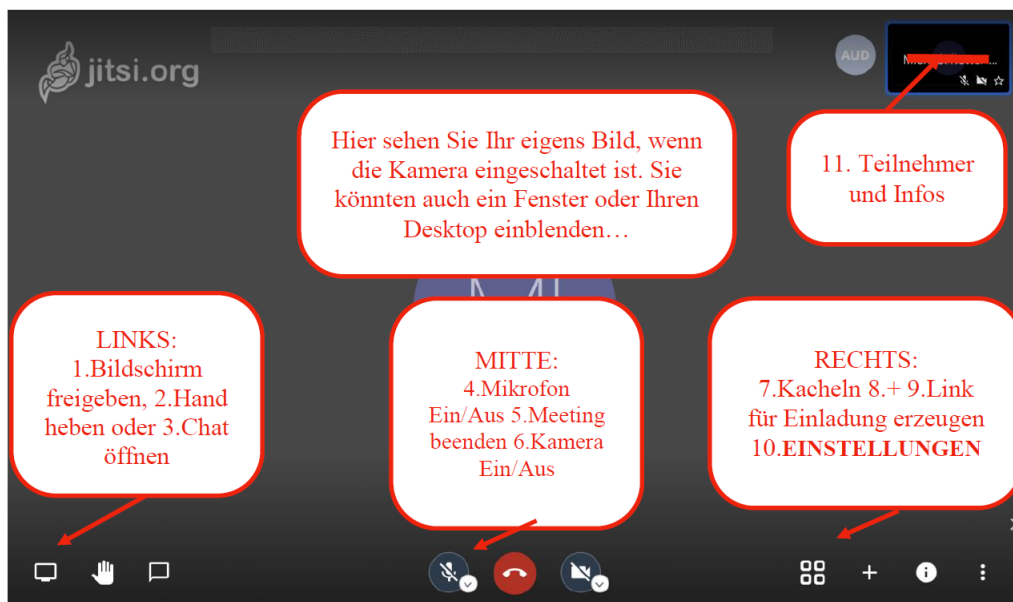 jitsi.org
AUD
Hier sehen Sie Ihr eigens Bild, wenn
die Kamera eingeschaltet ist. Sie
könnten auch ein Fenster oder Ihren
Desktop einblenden…
11. Teilnehmer
und Infos
LINKS:
1.Bildschirm
freigeben, 2.Hand
heben oder 3.Chat
öffnen
MITTE:
4.Mikrofon
Ein/Aus 5.Meeting
beenden 6.Kamera
Ein/Aus
RECHTS:
7.Kacheln 8.+ 9.Link
für Einladung erzeugen
10.EINSTELLUNGEN